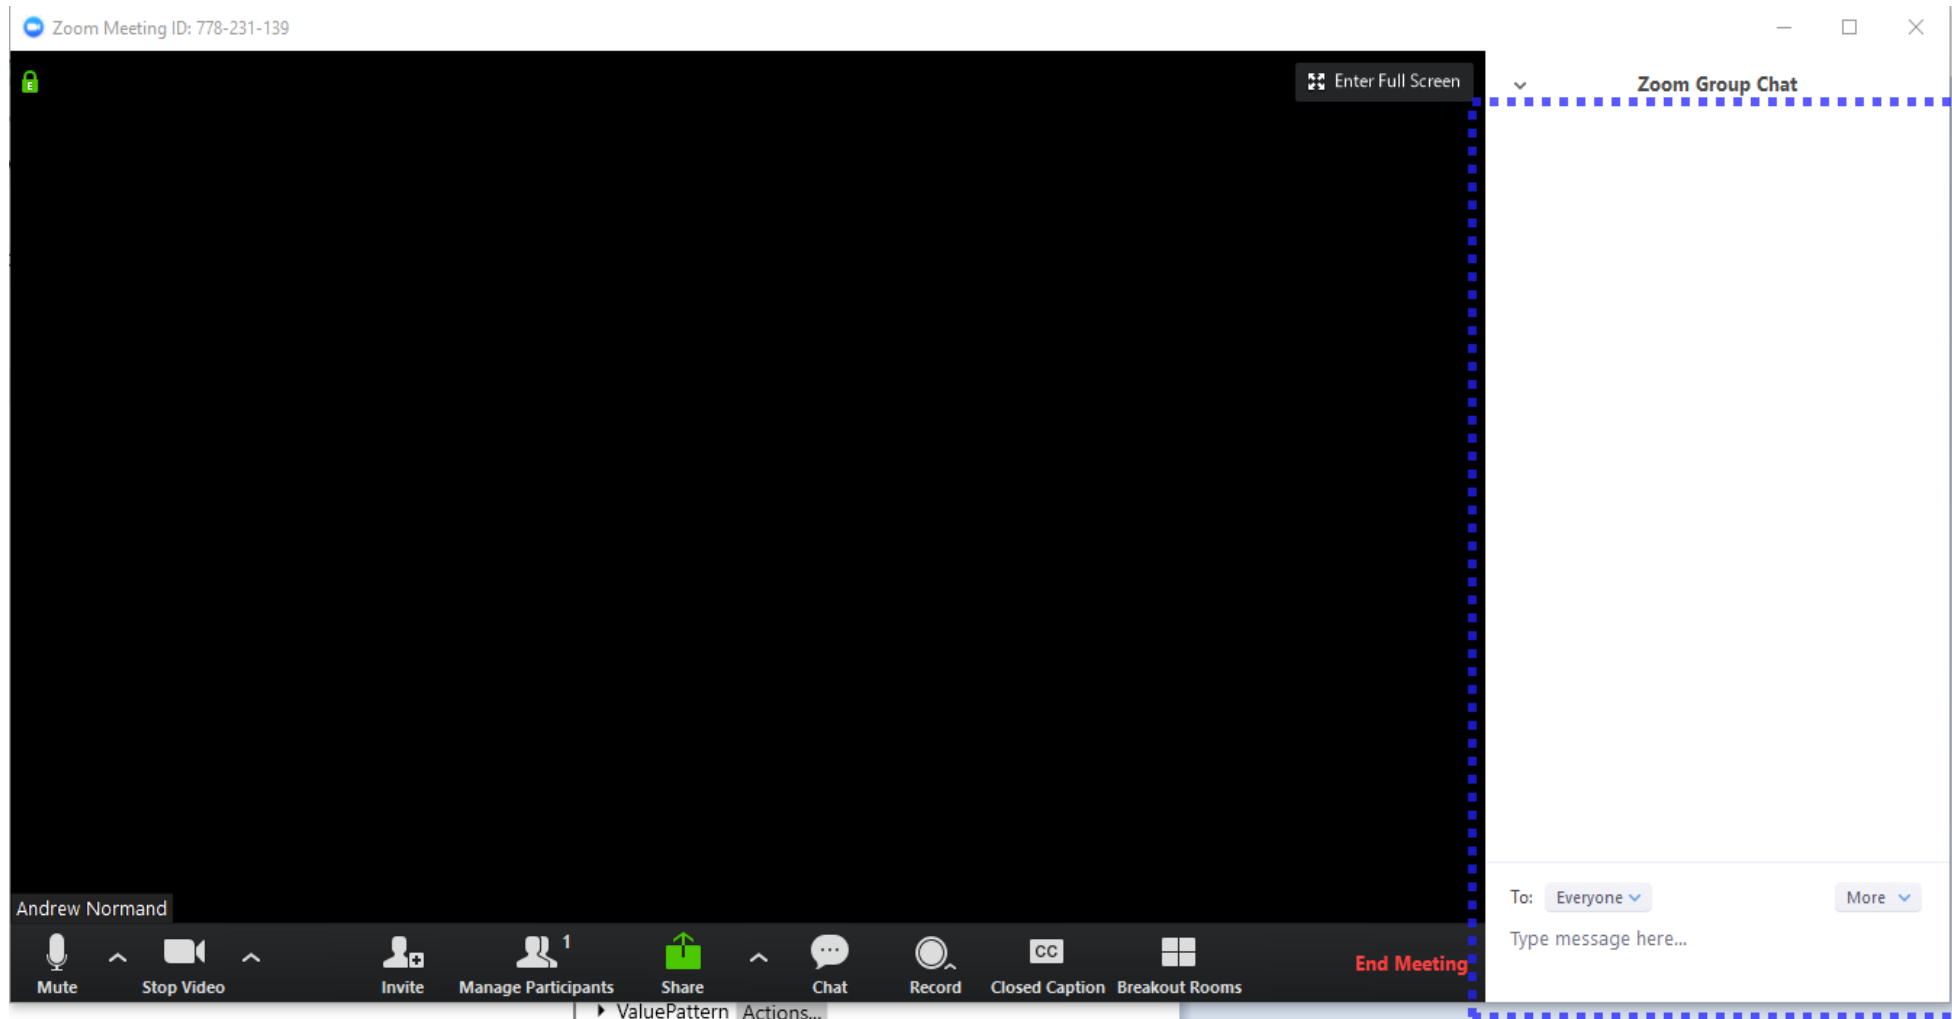 Zoom Meeting ID: 778-231-139
Enter Full Screen
Zoom Group Chat
To: Everyone
More
Type message here...
Andrew Normand
1
CC
Mute
Stop Video
Invite
Manage Participants
Share
Chat
Record
Closed Caption
Breakout Rooms
End Meeting
ValuePattern Actions...